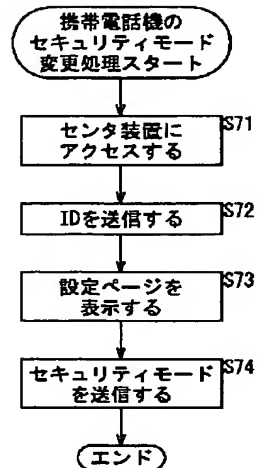 携帯電話機の
セキュリティモード
変更処理スタート
S71
センタ装置に
アクセスする
S72
IDを送信する
S73
設定ページを
表示する
S74
セキュリティモード
を送信する
エンド